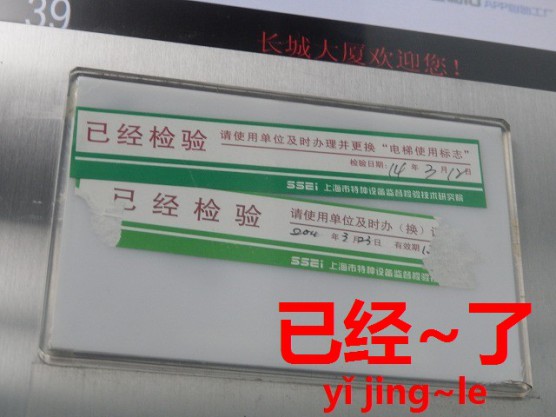 39
长城大厦欢迎您!
已经检验 请使用单位及时办理并更换“电梯使用标志”
检验日期: 14 年 3 月 12 日
SSEi 上海市特种设备监督检验技术研究院
已经检验 请使用单位及时办(换)
年 3 月 23 日 有效期
SSEi 上海市特种设备监督检验
已经~了
yǐ jing~le